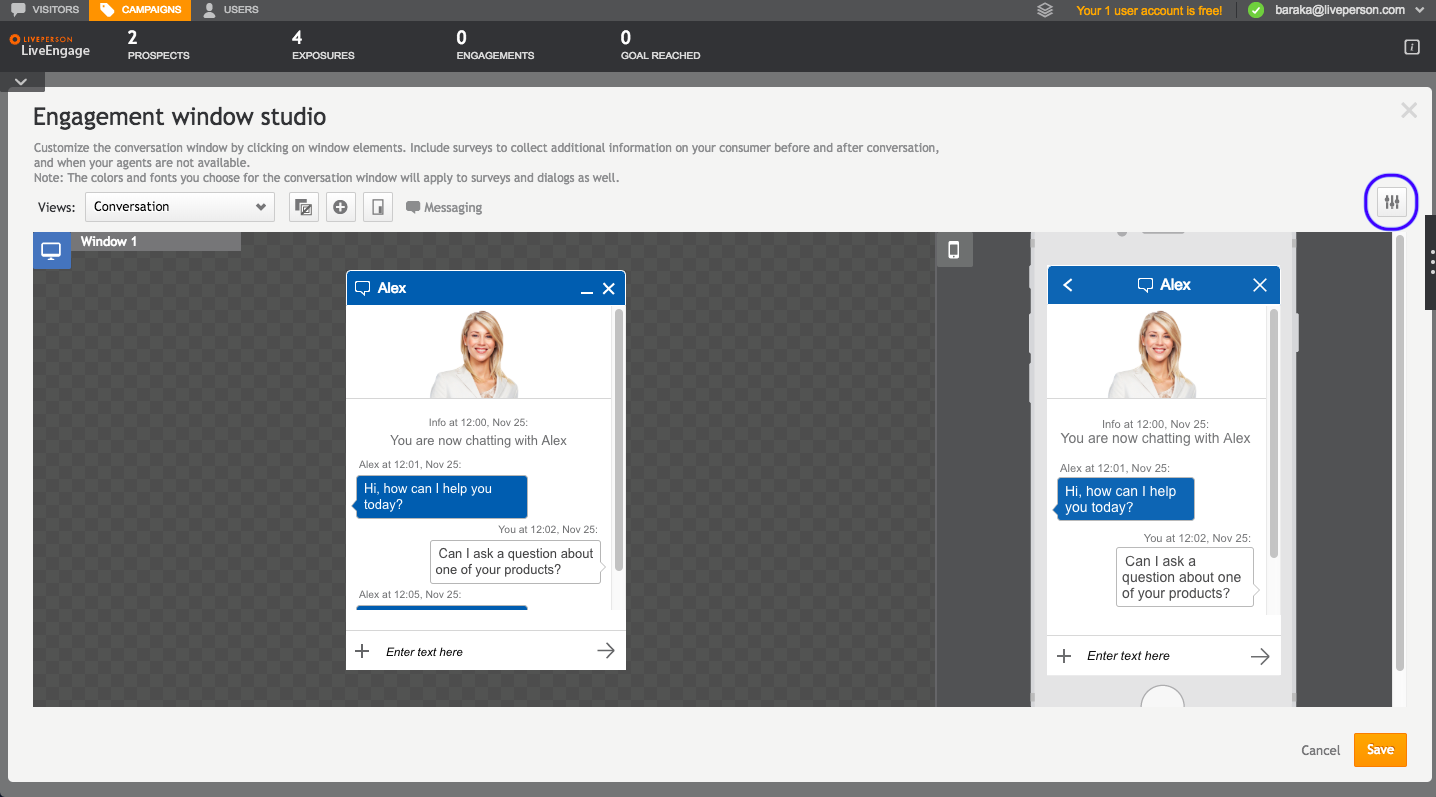 VISITORS
CAMPAIGNS
USERS
Your 1 user account is free!
baraka@liveperson.com
LIVEPERSON
LiveEngage
2
PROSPECTS
4
EXPOSURES
0
ENGAGEMENTS
0
GOAL REACHED
Engagement window studio
Customize the conversation window by clicking on window elements. Include surveys to collect additional information on your consumer before and after conversation,
and when your agents are not available.
Note: The colors and fonts you choose for the conversation window will apply to surveys and dialogs as well.
Views:
Conversation
Messaging
Window 1
Alex
Info at 12:00, Nov 25:
You are now chatting with Alex
Alex at 12:01, Nov 25:
Hi, how can I help you
today?
You at 12:02, Nov 25:
Can I ask a question about
one of your products?
Alex at 12:05, Nov 25:
Enter text here
Alex
Info at 12:00, Nov 25:
You are now chatting with Alex
Alex at 12:01, Nov 25:
Hi, how can I help
you today?
You at 12:02, Nov 25:
Can I ask a
question about one
of your products?
Enter text here
Cancel
Save